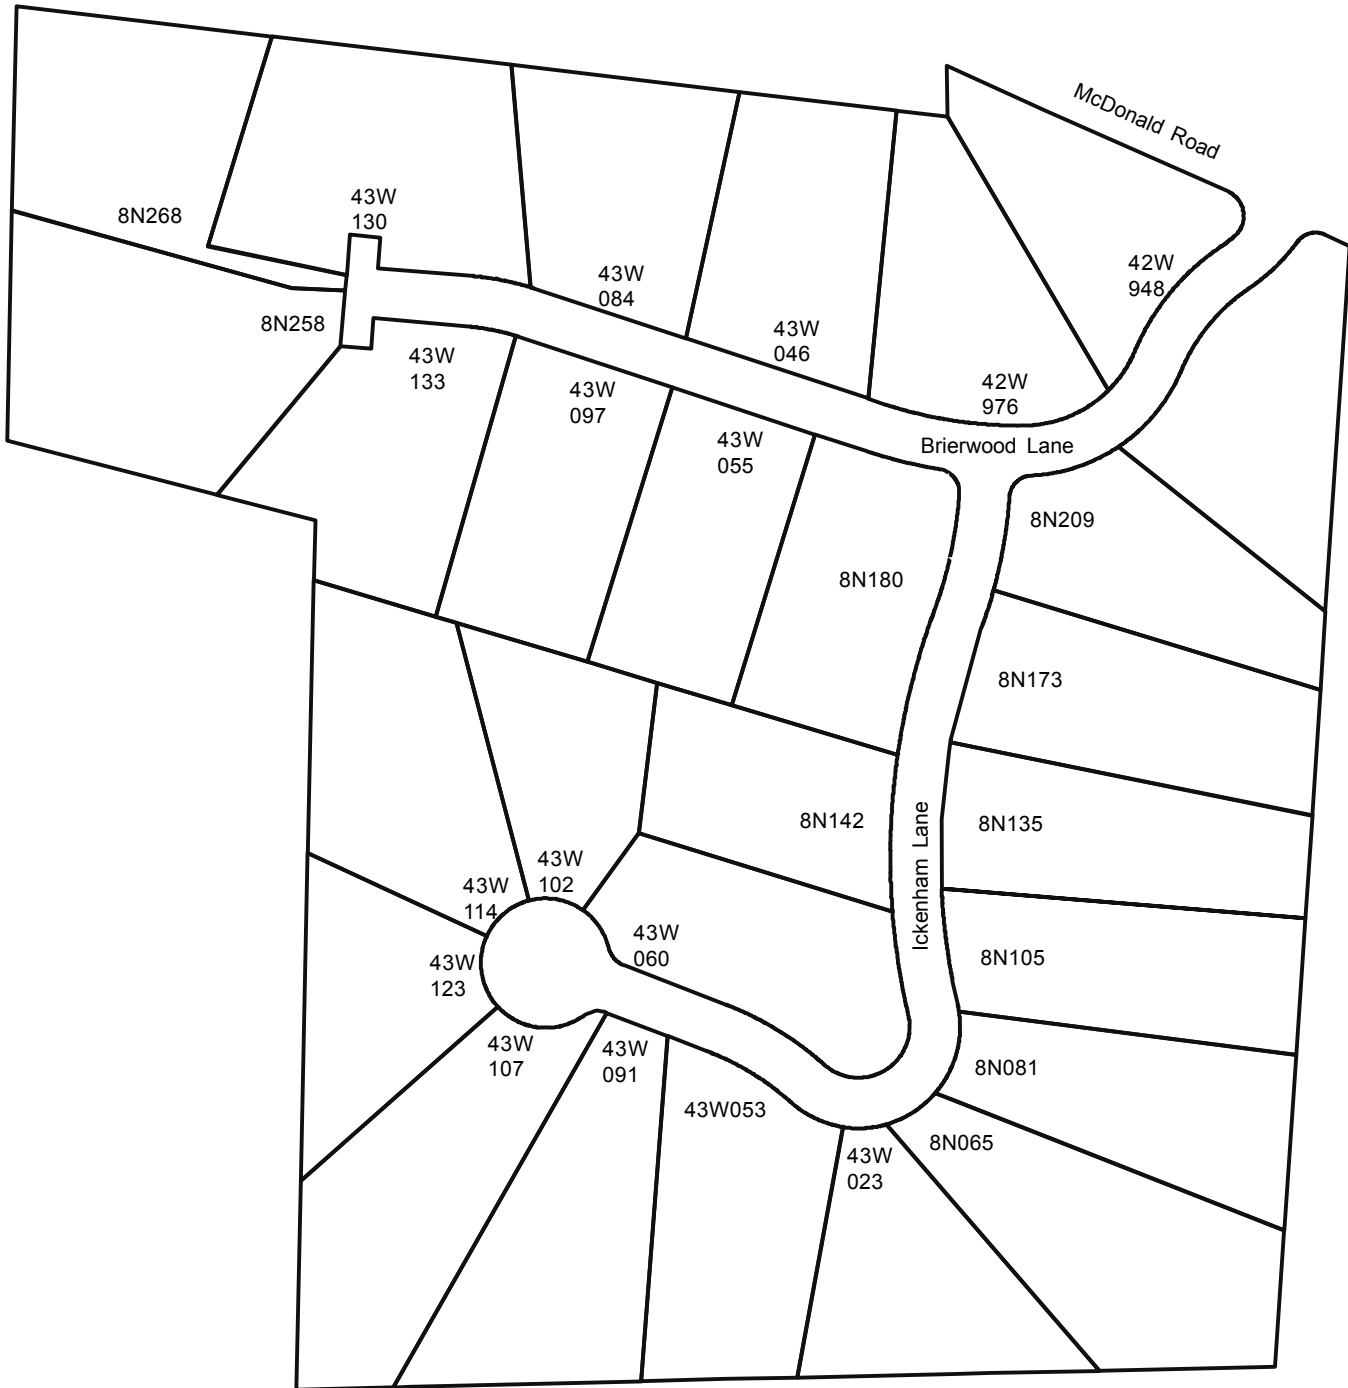 McDonald Road
43W
130
8N268
42W
948
43W
084
8N258
43W
046
43W
133
43W
097
42W
976
43W
055
Brierwood Lane
8N209
8N180
8N173
8N142
8N135
Ickenham Lane
43W
102
43W
114
43W
060
43W
123
8N105
43W
107
43W
091
8N081
43W053
8N065
43W
023